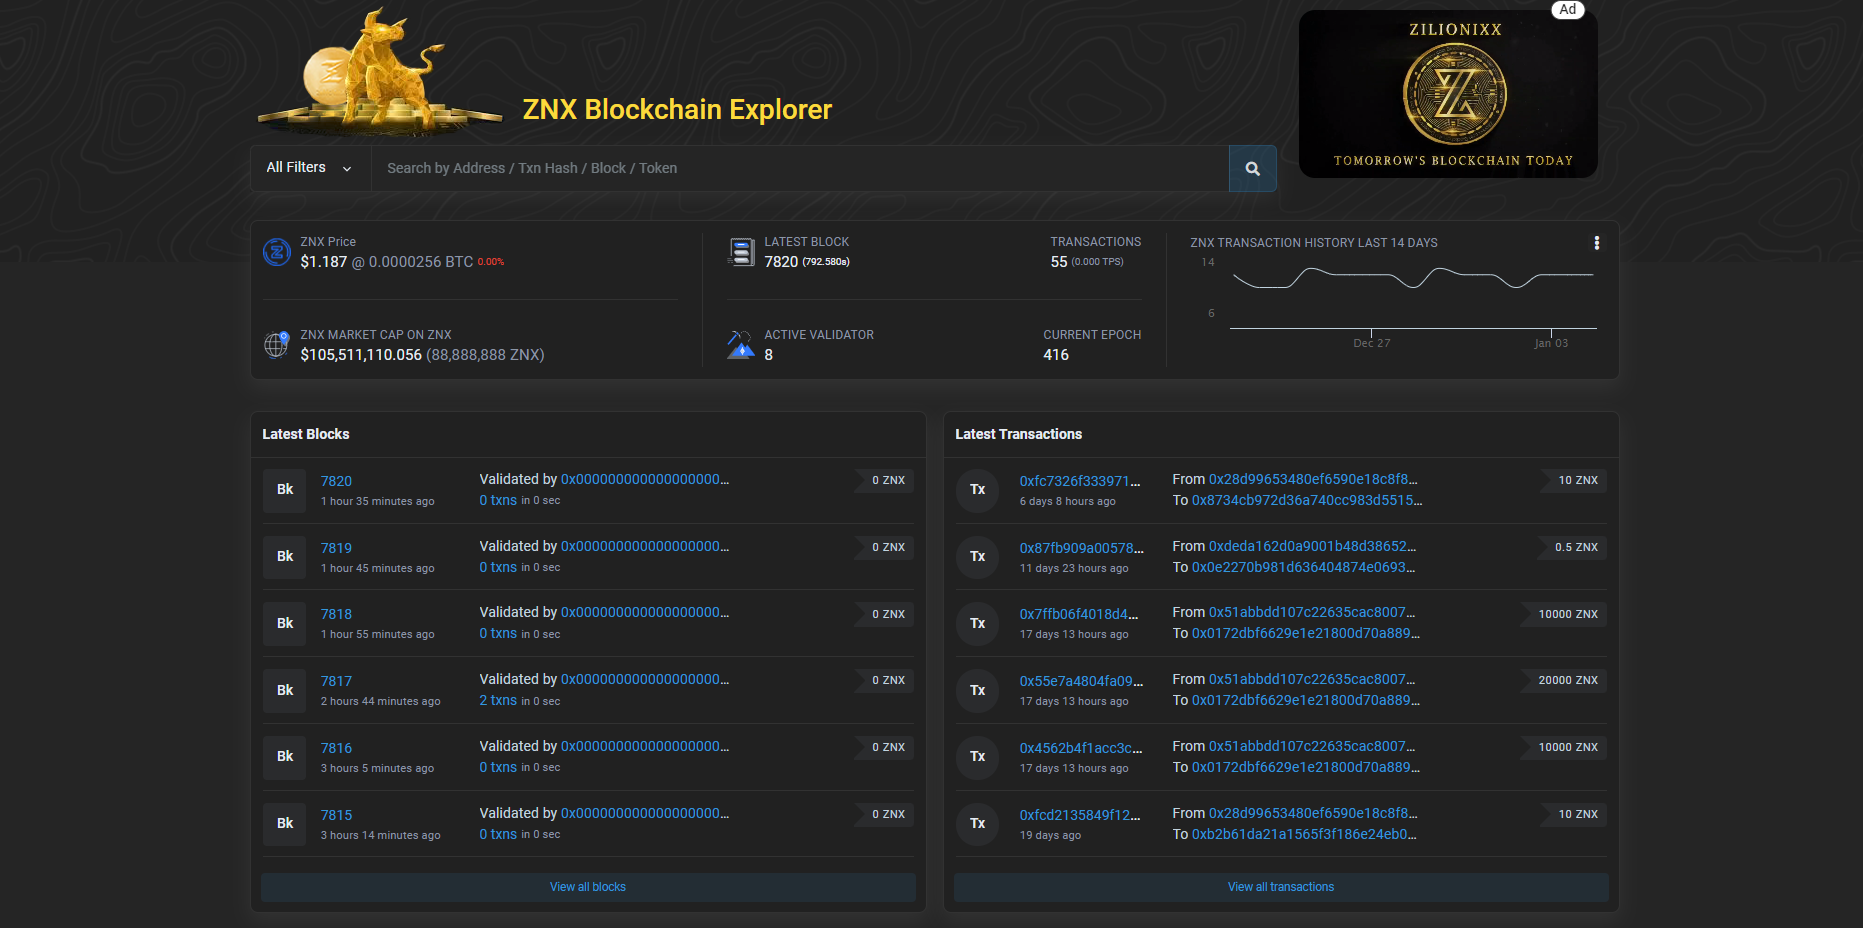 Ad
ZILIONIXX
TOMORROW'S BLOCKCHAIN TODAY
ZNX Blockchain Explorer
All Filters
Search by Address / Txn Hash / Block / Token
ZNX Price
$1.187 @ 0.0000256 BTC 0.00%
ZNX MARKET CAP ON ZNX
$105,511,110.056 (88,888,888 ZNX)
LATEST BLOCK
7820 (792.580s)
TRANSACTIONS
55 (0.000 TPS)
ACTIVE VALIDATOR
8
CURRENT EPOCH
416
ZNX TRANSACTION HISTORY LAST 14 DAYS
14
6
Dec 27
Jan 03
Latest Blocks
Bk
7820
1 hour 35 minutes ago
Validated by 0x000000000000000000...
0 txns in 0 sec
0 ZNX
Bk
7819
1 hour 45 minutes ago
Validated by 0x000000000000000000...
0 txns in 0 sec
0 ZNX
Bk
7818
1 hour 55 minutes ago
Validated by 0x000000000000000000...
0 txns in 0 sec
0 ZNX
Bk
7817
2 hours 44 minutes ago
Validated by 0x000000000000000000...
2 txns in 0 sec
0 ZNX
Bk
7816
3 hours 5 minutes ago
Validated by 0x000000000000000000...
0 txns in 0 sec
0 ZNX
Bk
7815
3 hours 14 minutes ago
Validated by 0x000000000000000000...
0 txns in 0 sec
0 ZNX
View all blocks
Latest Transactions
Tx
0xfc7326f333971...
6 days 8 hours ago
From 0x28d99653480ef6590e18c8f8...
To 0x8734cb972d36a740cc983d5515...
10 ZNX
Tx
0x87fb909a00578...
11 days 23 hours ago
From 0xdeda162d0a9001b48d38652...
To 0x0e2270b981d636404874e0693...
0.5 ZNX
Tx
0x7ffb06f4018d4...
17 days 13 hours ago
From 0x51abbdd107c22635cac8007...
To 0x0172dbf6629e1e21800d70a889...
10000 ZNX
Tx
0x55e7a4804fa09...
17 days 13 hours ago
From 0x51abbdd107c22635cac8007...
To 0x0172dbf6629e1e21800d70a889...
20000 ZNX
Tx
0x4562b4f1acc3c...
17 days 13 hours ago
From 0x51abbdd107c22635cac8007...
To 0x0172dbf6629e1e21800d70a889...
10000 ZNX
Tx
0xfcd2135849f12...
19 days ago
From 0x28d99653480ef6590e18c8f8...
To 0xb2b61da21a1565f3f186e24eb0...
10 ZNX
View all transactions